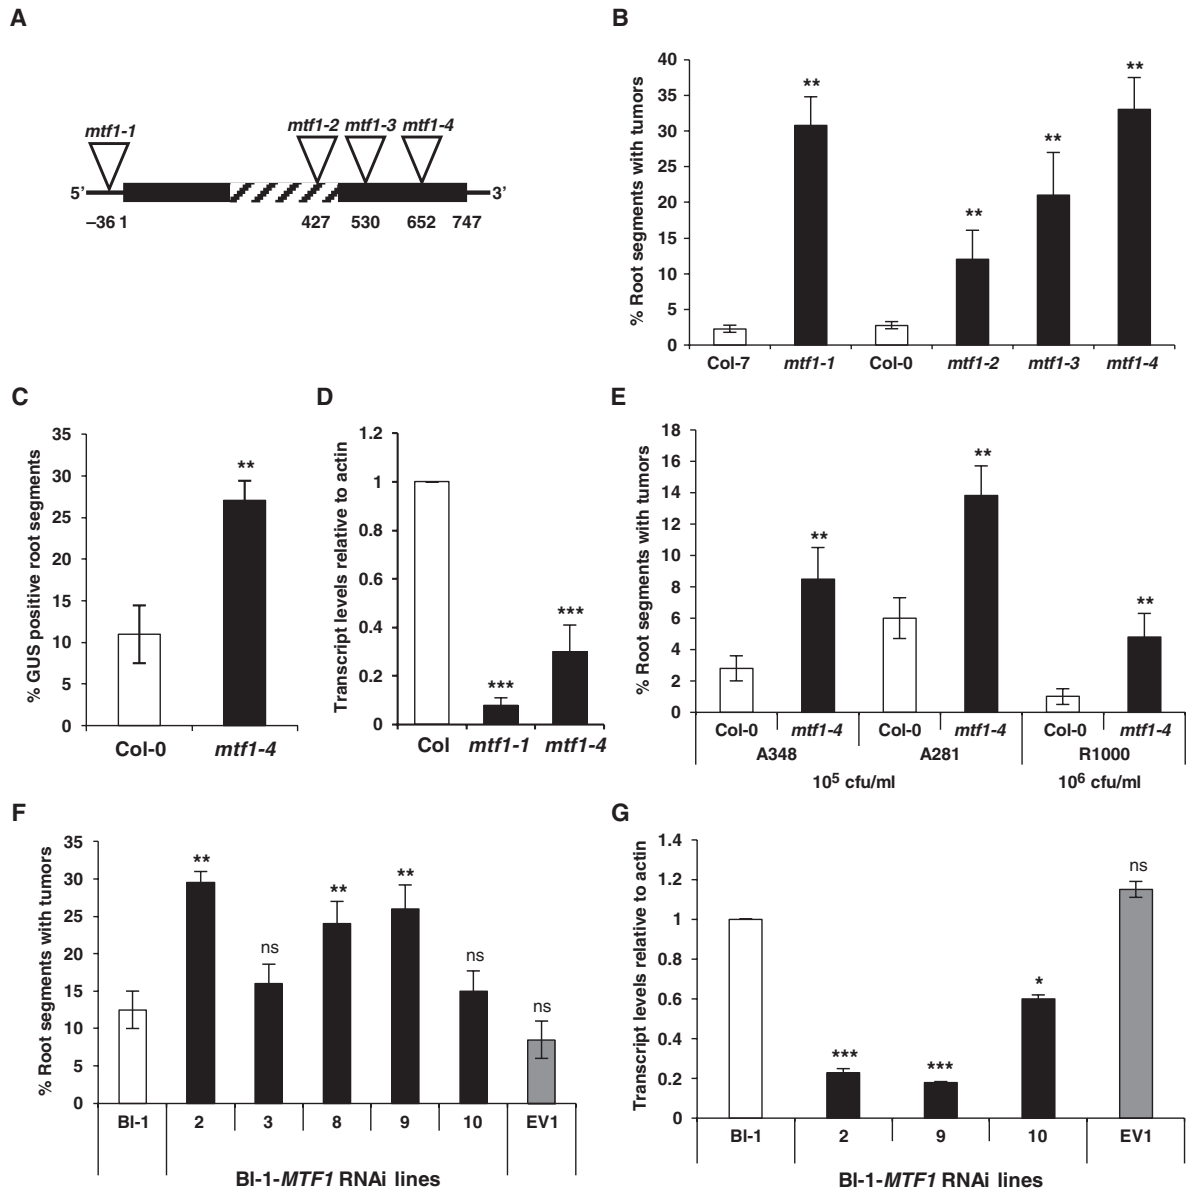 A
mtf1-1
mtf1-2 mtf1-3 mtf1-4
5’ 3’
–36 1 427 530 652 747
B
% Root segments with tumors
40
35
30
25
20
15
10
5
0
** ** ** **
Col-7 mtf1-1 Col-0 mtf1-2 mtf1-3 mtf1-4
C
% GUS positive root segments
35
30
25
20
15
10
5
0
**
Col-0 mtf1-4
D
Transcript levels relative to actin
1.2
1
0.8
0.6
0.4
0.2
0
*** ***
Col mtf1-1 mtf1-4
E
% Root segments with tumors
18
16
14
12
10
8
6
4
2
0
** ** **
Col-0 mtf1-4 Col-0 mtf1-4 Col-0 mtf1-4
A348 A281 R1000
10⁵ cfu/ml 10⁶ cfu/ml
F
% Root segments with tumors
35
30
25
20
15
10
5
0
** ns ** ** ns ns
BI-1 2 3 8 9 10 EV1
BI-1-MTF1 RNAi lines
G
Transcript levels relative to actin
1.4
1.2
1
0.8
0.6
0.4
0.2
0
*** *** * ns
BI-1 2 9 10 EV1
BI-1-MTF1 RNAi lines